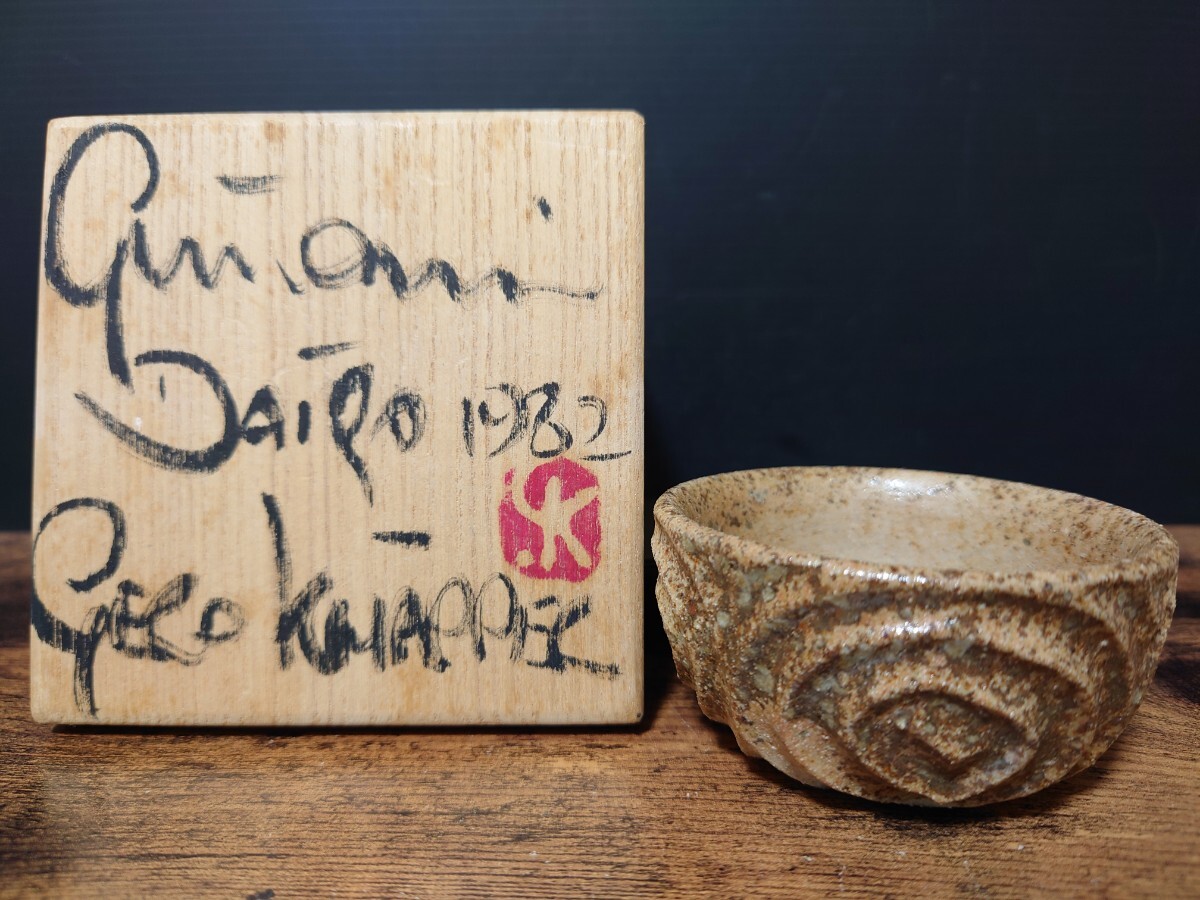 Guinomi
Daigo 1982
Gerd Knäpper